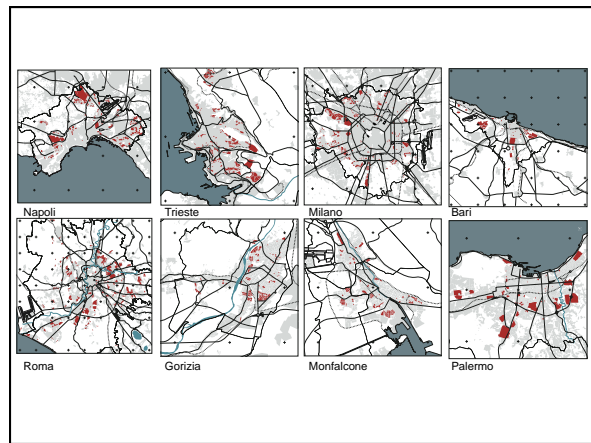 Napoli
Trieste
Milano
Bari
Roma
Gorizia
Monfalcone
Palermo